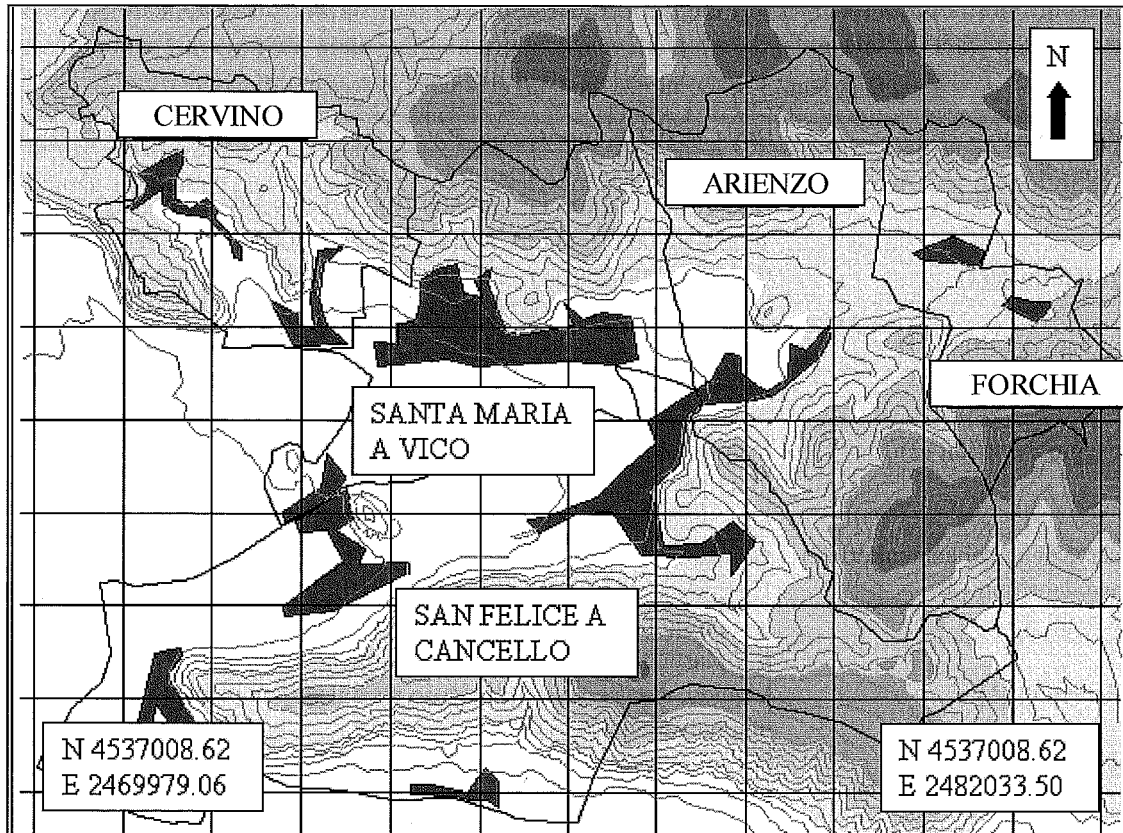 N
CERVINO
ARIENZO
FORCHIA
SANTA MARIA
A VICO
SAN FELICE A
CANCELLO
N 4537008.62
E 2469979.06
N 4537008.62
E 2482033.50